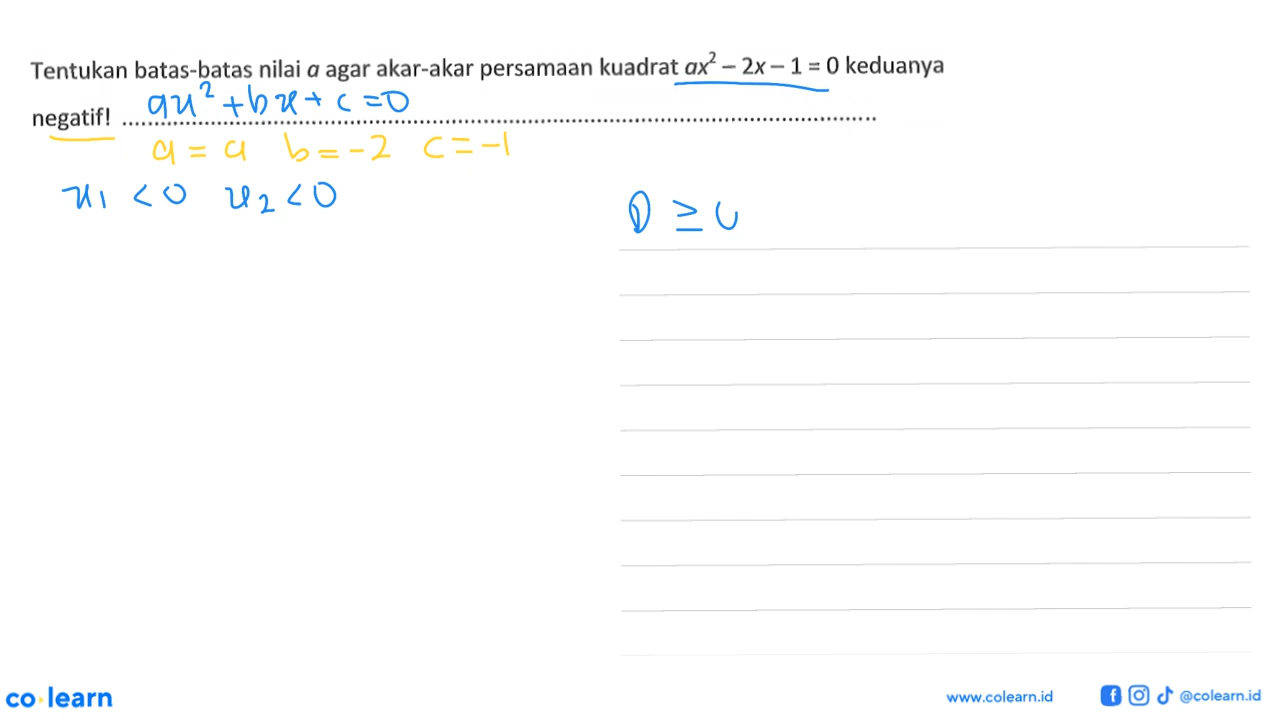 Tentukan batas-batas nilai a agar akar-akar persamaan kuadrat ax² – 2x – 1 = 0 keduanya
negatif! ........................................................................................................................
ax² + bx + c = 0
a = a b = -2 c = -1
x₁ < 0 x₂ < 0
D ≥ 0
co learn
www.colearn.id @colearn.id